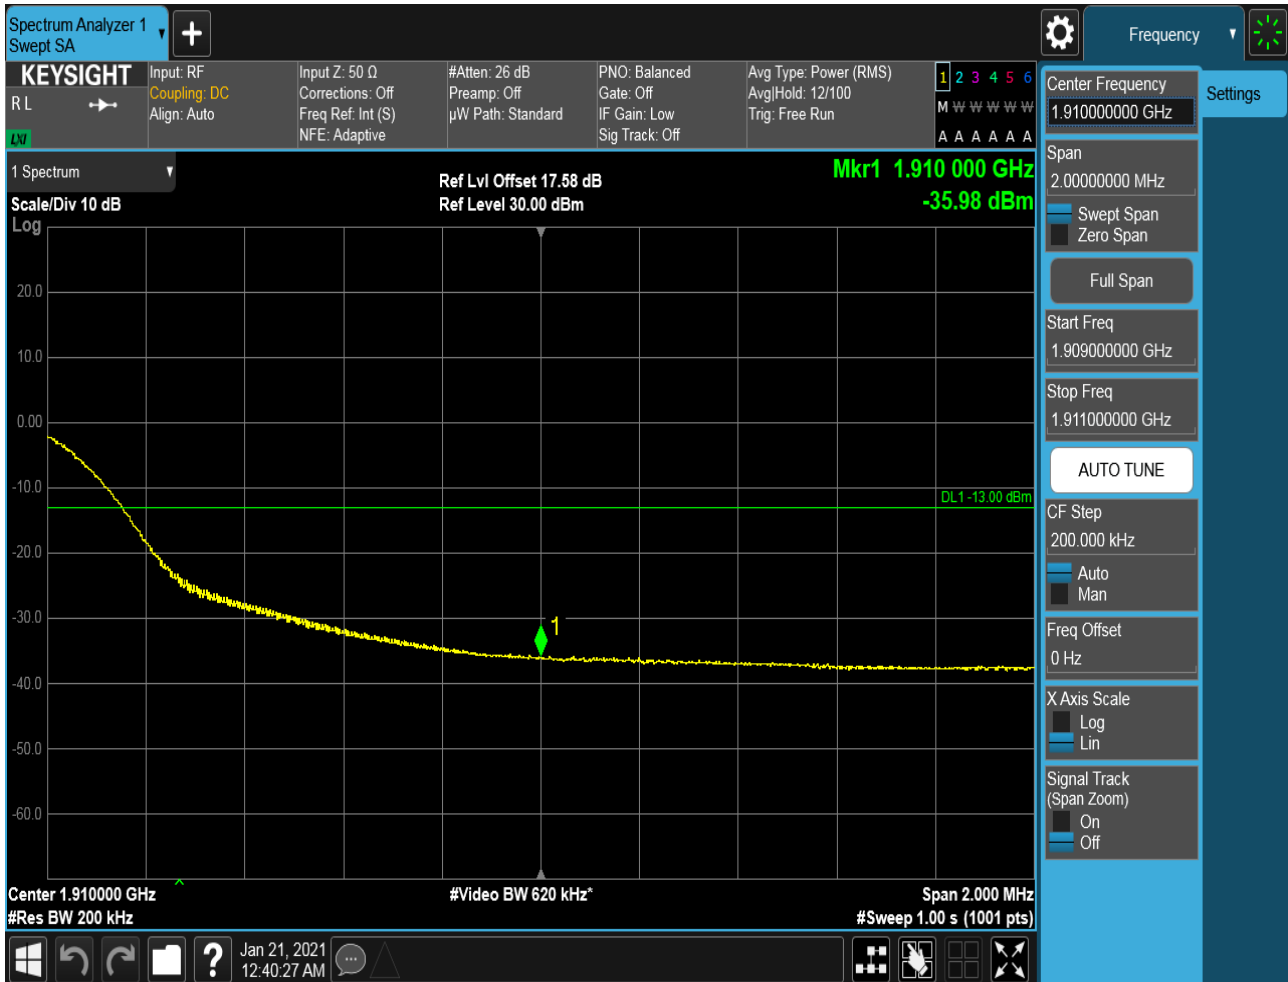 Spectrum Analyzer 1
Swept SA
+
Frequency
KEYSIGHT
R L
LXI
Input: RF
Coupling: DC
Align: Auto
Input Z: 50 Ω
Corrections: Off
Freq Ref: Int (S)
NFE: Adaptive
#Atten: 26 dB
Preamp: Off
µW Path: Standard
PNO: Balanced
Gate: Off
IF Gain: Low
Sig Track: Off
Avg Type: Power (RMS)
Avg|Hold: 12/100
Trig: Free Run
1 2 3 4 5 6
M W W W W W
A A A A A A
1 Spectrum
Scale/Div 10 dB
Log
Ref Lvl Offset 17.58 dB
Ref Level 30.00 dBm
Mkr1 1.910 000 GHz
-35.98 dBm
20.0
10.0
0.00
-10.0
DL1 -13.00 dBm
-20.0
-30.0
1
-40.0
-50.0
-60.0
Center 1.910000 GHz
#Video BW 620 kHz*
Span 2.000 MHz
#Res BW 200 kHz
#Sweep 1.00 s (1001 pts)
?
Jan 21, 2021
12:40:27 AM
Center Frequency
1.910000000 GHz
Settings
Span
2.00000000 MHz
Swept Span
Zero Span
Full Span
Start Freq
1.909000000 GHz
Stop Freq
1.911000000 GHz
AUTO TUNE
CF Step
200.000 kHz
Auto
Man
Freq Offset
0 Hz
X Axis Scale
Log
Lin
Signal Track
(Span Zoom)
On
Off